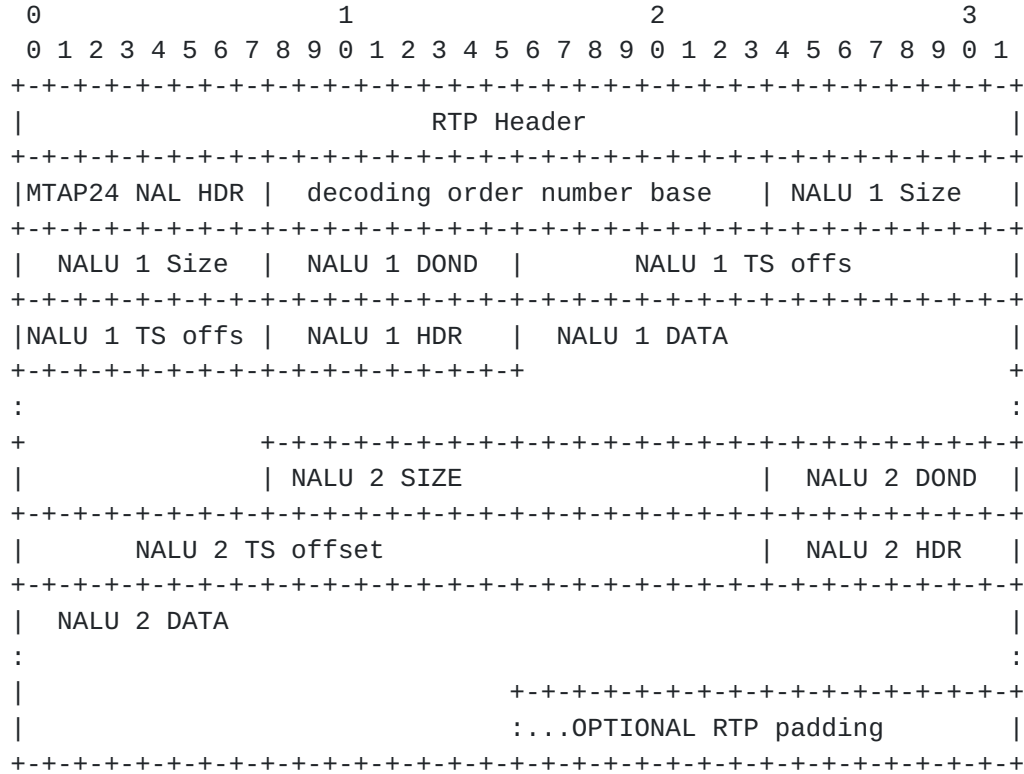 0                   1                   2                   3
 0 1 2 3 4 5 6 7 8 9 0 1 2 3 4 5 6 7 8 9 0 1 2 3 4 5 6 7 8 9 0 1
+-+-+-+-+-+-+-+-+-+-+-+-+-+-+-+-+-+-+-+-+-+-+-+-+-+-+-+-+-+-+-+-+
|                          RTP Header                           |
+-+-+-+-+-+-+-+-+-+-+-+-+-+-+-+-+-+-+-+-+-+-+-+-+-+-+-+-+-+-+-+-+
|MTAP24 NAL HDR |  decoding order number base   | NALU 1 Size   |
+-+-+-+-+-+-+-+-+-+-+-+-+-+-+-+-+-+-+-+-+-+-+-+-+-+-+-+-+-+-+-+-+
|  NALU 1 Size  |  NALU 1 DOND  |       NALU 1 TS offs          |
+-+-+-+-+-+-+-+-+-+-+-+-+-+-+-+-+-+-+-+-+-+-+-+-+-+-+-+-+-+-+-+-+
|NALU 1 TS offs |  NALU 1 HDR   |  NALU 1 DATA                  |
+-+-+-+-+-+-+-+-+-+-+-+-+-+-+-+-+                               +
:                                                               :
+               +-+-+-+-+-+-+-+-+-+-+-+-+-+-+-+-+-+-+-+-+-+-+-+-+
|               | NALU 2 SIZE                   |  NALU 2 DOND  |
+-+-+-+-+-+-+-+-+-+-+-+-+-+-+-+-+-+-+-+-+-+-+-+-+-+-+-+-+-+-+-+-+
|       NALU 2 TS offset                        |  NALU 2 HDR   |
+-+-+-+-+-+-+-+-+-+-+-+-+-+-+-+-+-+-+-+-+-+-+-+-+-+-+-+-+-+-+-+-+
|  NALU 2 DATA                                                  |
:                                                               :
|                               +-+-+-+-+-+-+-+-+-+-+-+-+-+-+-+-+
|                               :...OPTIONAL RTP padding        |
+-+-+-+-+-+-+-+-+-+-+-+-+-+-+-+-+-+-+-+-+-+-+-+-+-+-+-+-+-+-+-+-+